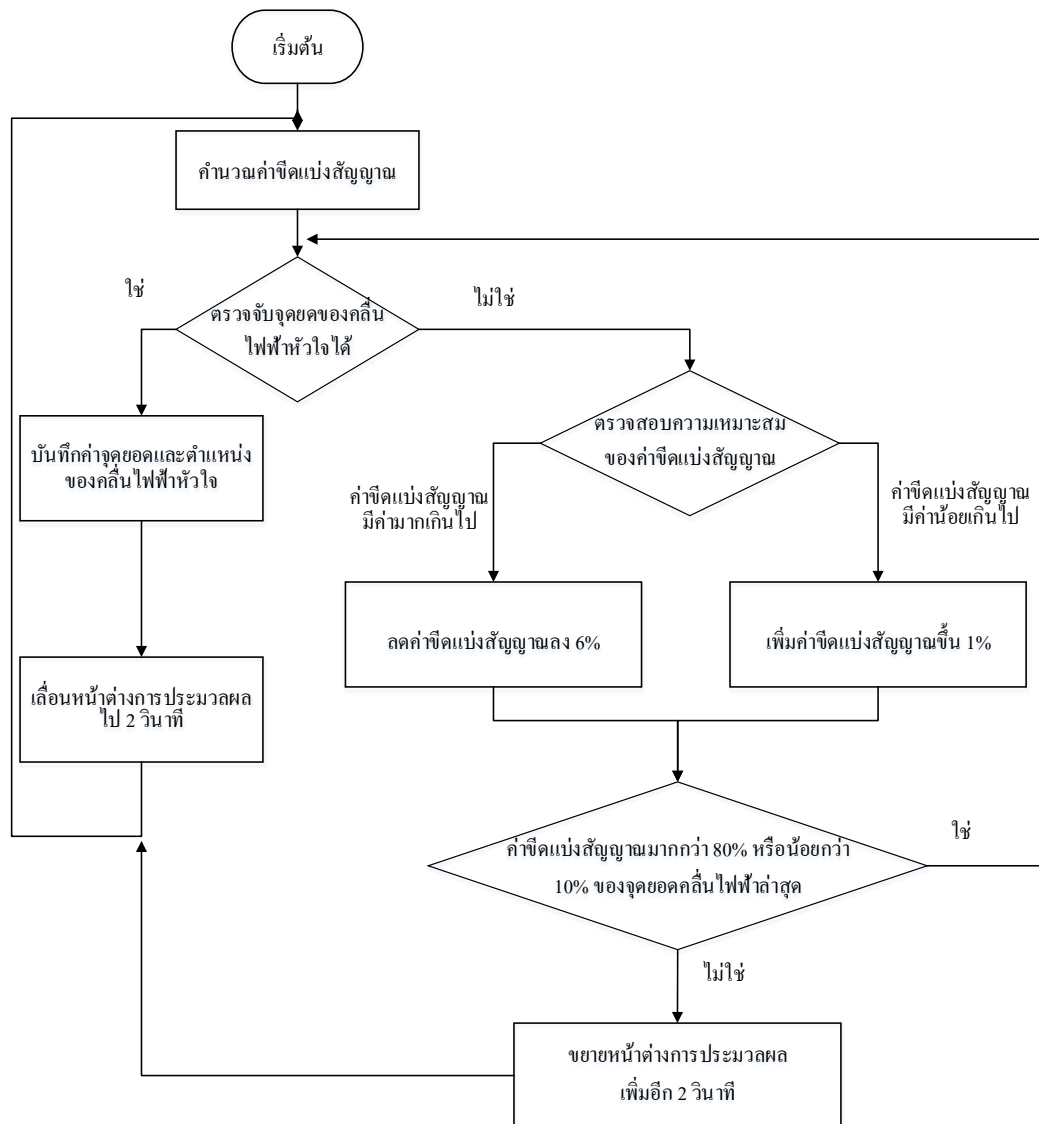 เริ่มต้น
คำนวณค่าขีดแบ่งสัญญาณ
ใช่
ไม่ใช่
ตรวจจับจุดยดของคลื่น
ไฟฟ้าหัวใจได้
ตรวจสอบความเหมาะสม
ของค่าขีดแบ่งสัญญาณ
บันทึกค่าจุดยอดและตำแหน่ง
ของคลื่นไฟฟ้าหัวใจ
ค่าขีดแบ่งสัญญาณ
มีค่ามากเกินไป
ค่าขีดแบ่งสัญญาณ
มีค่าน้อยเกินไป
ลดค่าขีดแบ่งสัญญาณลง 6%
เพิ่มค่าขีดแบ่งสัญญาณขึ้น 1%
เลื่อนหน้าต่างการประมวลผล
ไป 2 วินาที
ค่าขีดแบ่งสัญญาณมากกว่า 80% หรือน้อยกว่า
10% ของจุดยอดคลื่นไฟฟ้าล่าสุด
ใช่
ไม่ใช่
ขยายหน้าต่างการประมวลผล
เพิ่มอีก 2 วินาที